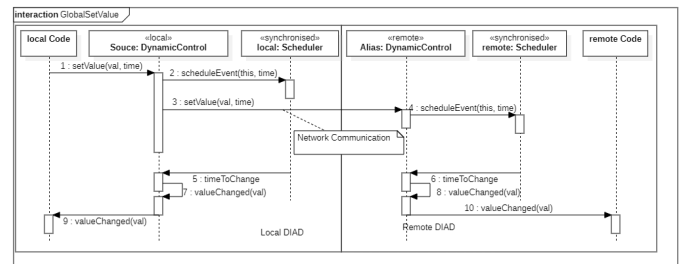 interaction GlobalSetValue
local Code
«local»
Souce: DynamicControl
«synchronised»
local: Scheduler
«remote»
Alias: DynamicControl
«synchronised»
remote: Scheduler
remote Code
1 : setValue(val, time)
2 : scheduleEvent(this, time)
3 : setValue(val, time)
4 : scheduleEvent(this, time)
Network Communication
5 : timeToChange
6 : timeToChange
7 : valueChanged(val)
8 : valueChanged(val)
9 : valueChanged(val)
10 : valueChanged(val)
Local DIAD
Remote DIAD